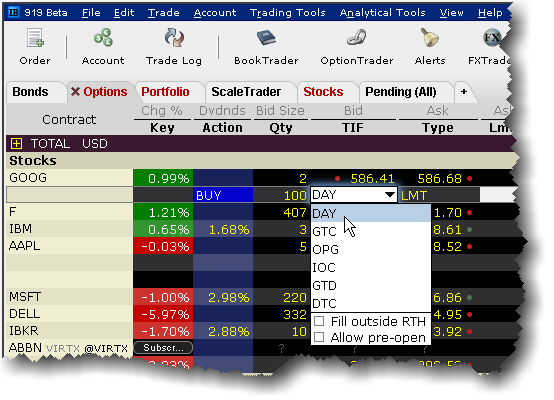 919 Beta File Edit Trade Account Trading Tools Analytical Tools View Help
Order Account Trade Log BookTrader OptionTrader Alerts FXTrader
Bonds Options Portfolio ScaleTrader Stocks Pending (All) +
Contract Chg % Dvdnds Bid Size Bid Ask
Key Action Qty TIF Type
TOTAL USD
Stocks
GOOG 0.99% 2 586.41 586.68
BUY 100 DAY LMT
F 1.21% 407 DAY 1.70
IBM 0.65% 1.68% 3 GTC 8.61
AAPL -0.03% 5 OPG 8.52
IOC
GTD
MSFT -1.00% 2.98% 220 DTC 6.86
DELL -5.97% 332 Fill outside RTH 4.95
IBKR -1.70% 2.88% 10 Allow pre-open 3.92
ABBN VIRTX @VIRTX Subscr... ? ?